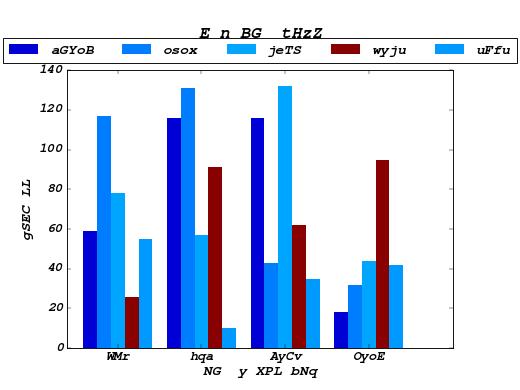 E n BG tHzZ
aGYoB osox jeTS wyju uFfu
140
120
100
80
60
40
20
0
gSEC LL
WMr hqa AyCv OyoE
NG y XPL bNq